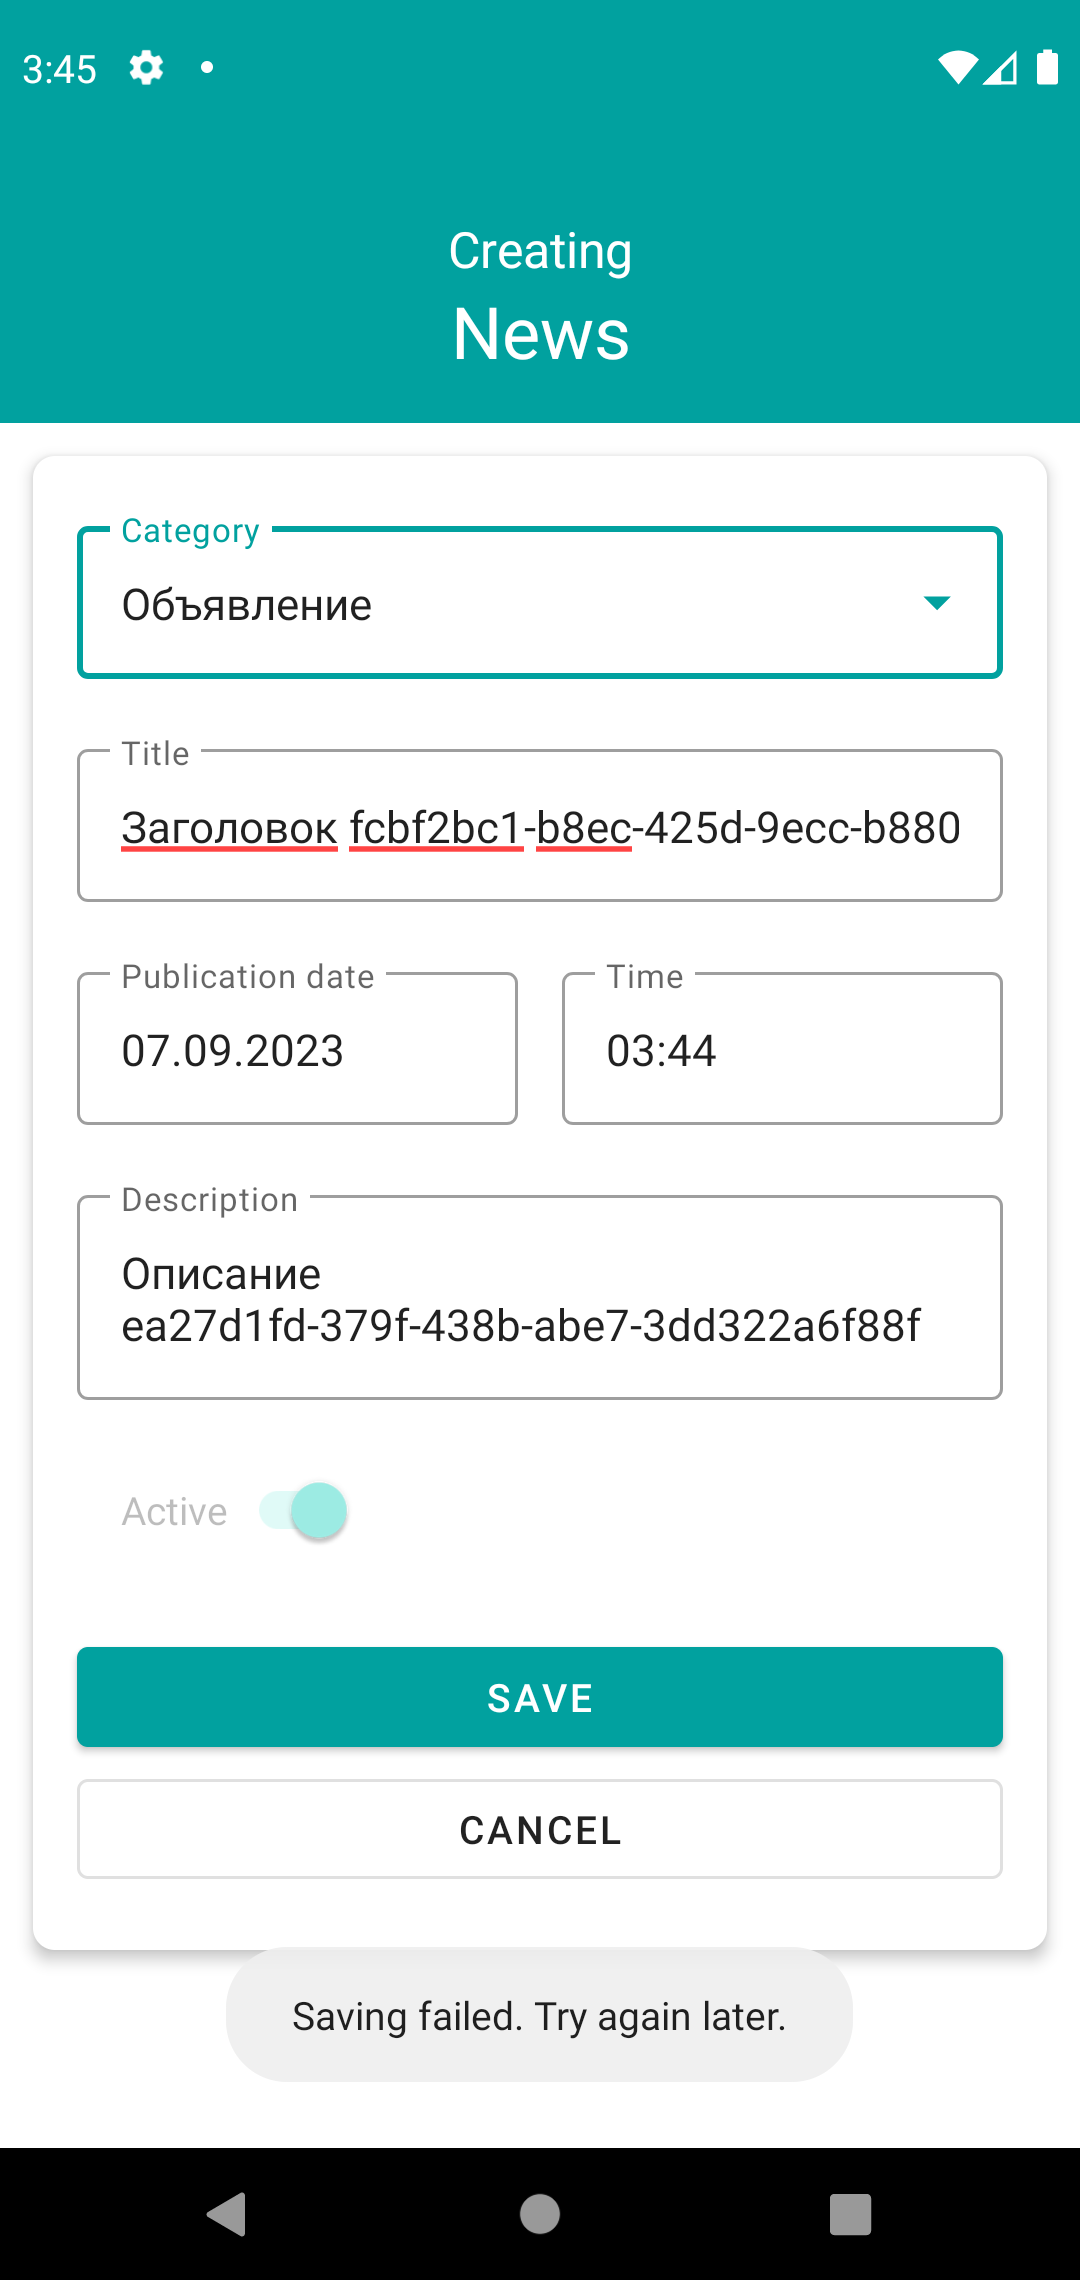 3:45
Creating
News
Category
Объявление
Title
Заголовок fcbf2bc1-b8ec-425d-9ecc-b880
Publication date
Time
07.09.2023
03:44
Description
Описание
ea27d1fd-379f-438b-abe7-3dd322a6f88f
Active
SAVE
CANCEL
Saving failed. Try again later.